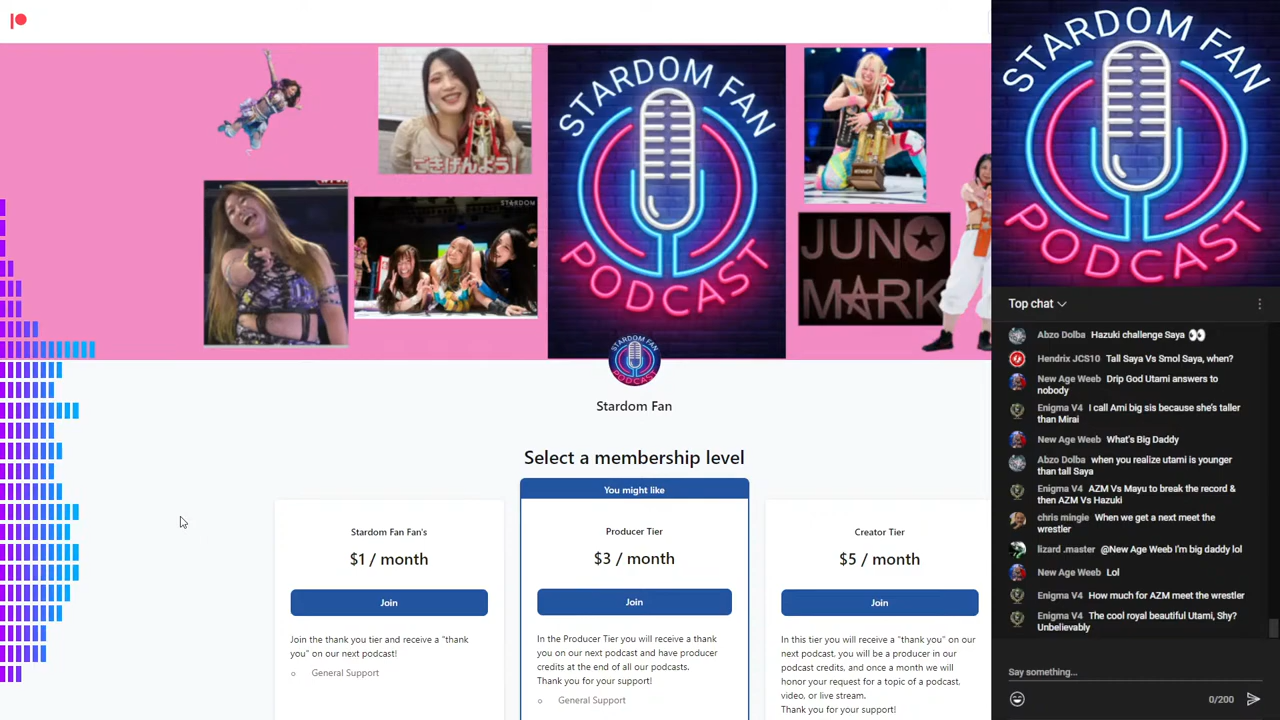 STARDOM FAN
PODCAST
ごきげんよう!
STARDOM
JUNO
MARK
STARDOM FAN
PODCAST
STARDOM FAN
PODCAST
Stardom Fan
Select a membership level
Stardom Fan Fan's
$1 / month
Join
Join the thank you tier and receive a "thank
you" on our next podcast!
General Support
You might like
Producer Tier
$3 / month
Join
In the Producer Tier you will receive a thank
you on our next podcast and have producer
credits at the end of all our podcasts.
Thank you for your support!
General Support
Creator Tier
$5 / month
Join
In this tier you will receive a "thank you" on our
next podcast, you will be a producer in our
podcast credits, and once a month we will
honor your request for a topic of a podcast,
video, or live stream.
Thank you for your support!
Top chat
Abzo Dolba Hazuki challenge Saya 👀
Hendrix JCS10 Tall Saya Vs Smol Saya, when?
New Age Weeb Drip God Utami answers to
nobody
Enigma V4 I call Ami big sis because she's taller
than Mirai
New Age Weeb What's Big Daddy
Abzo Dolba when you realize utami is younger
than tall Saya
Enigma V4 AZM Vs Mayu to break the record &
then AZM Vs Hazuki
chris mingie When we get a next meet the
wrestler
lizard .master @New Age Weeb I'm big daddy lol
New Age Weeb Lol
Enigma V4 How much for AZM meet the wrestler
Enigma V4 The cool royal beautiful Utami, Shy?
Unbelievably
Say something...
0/200